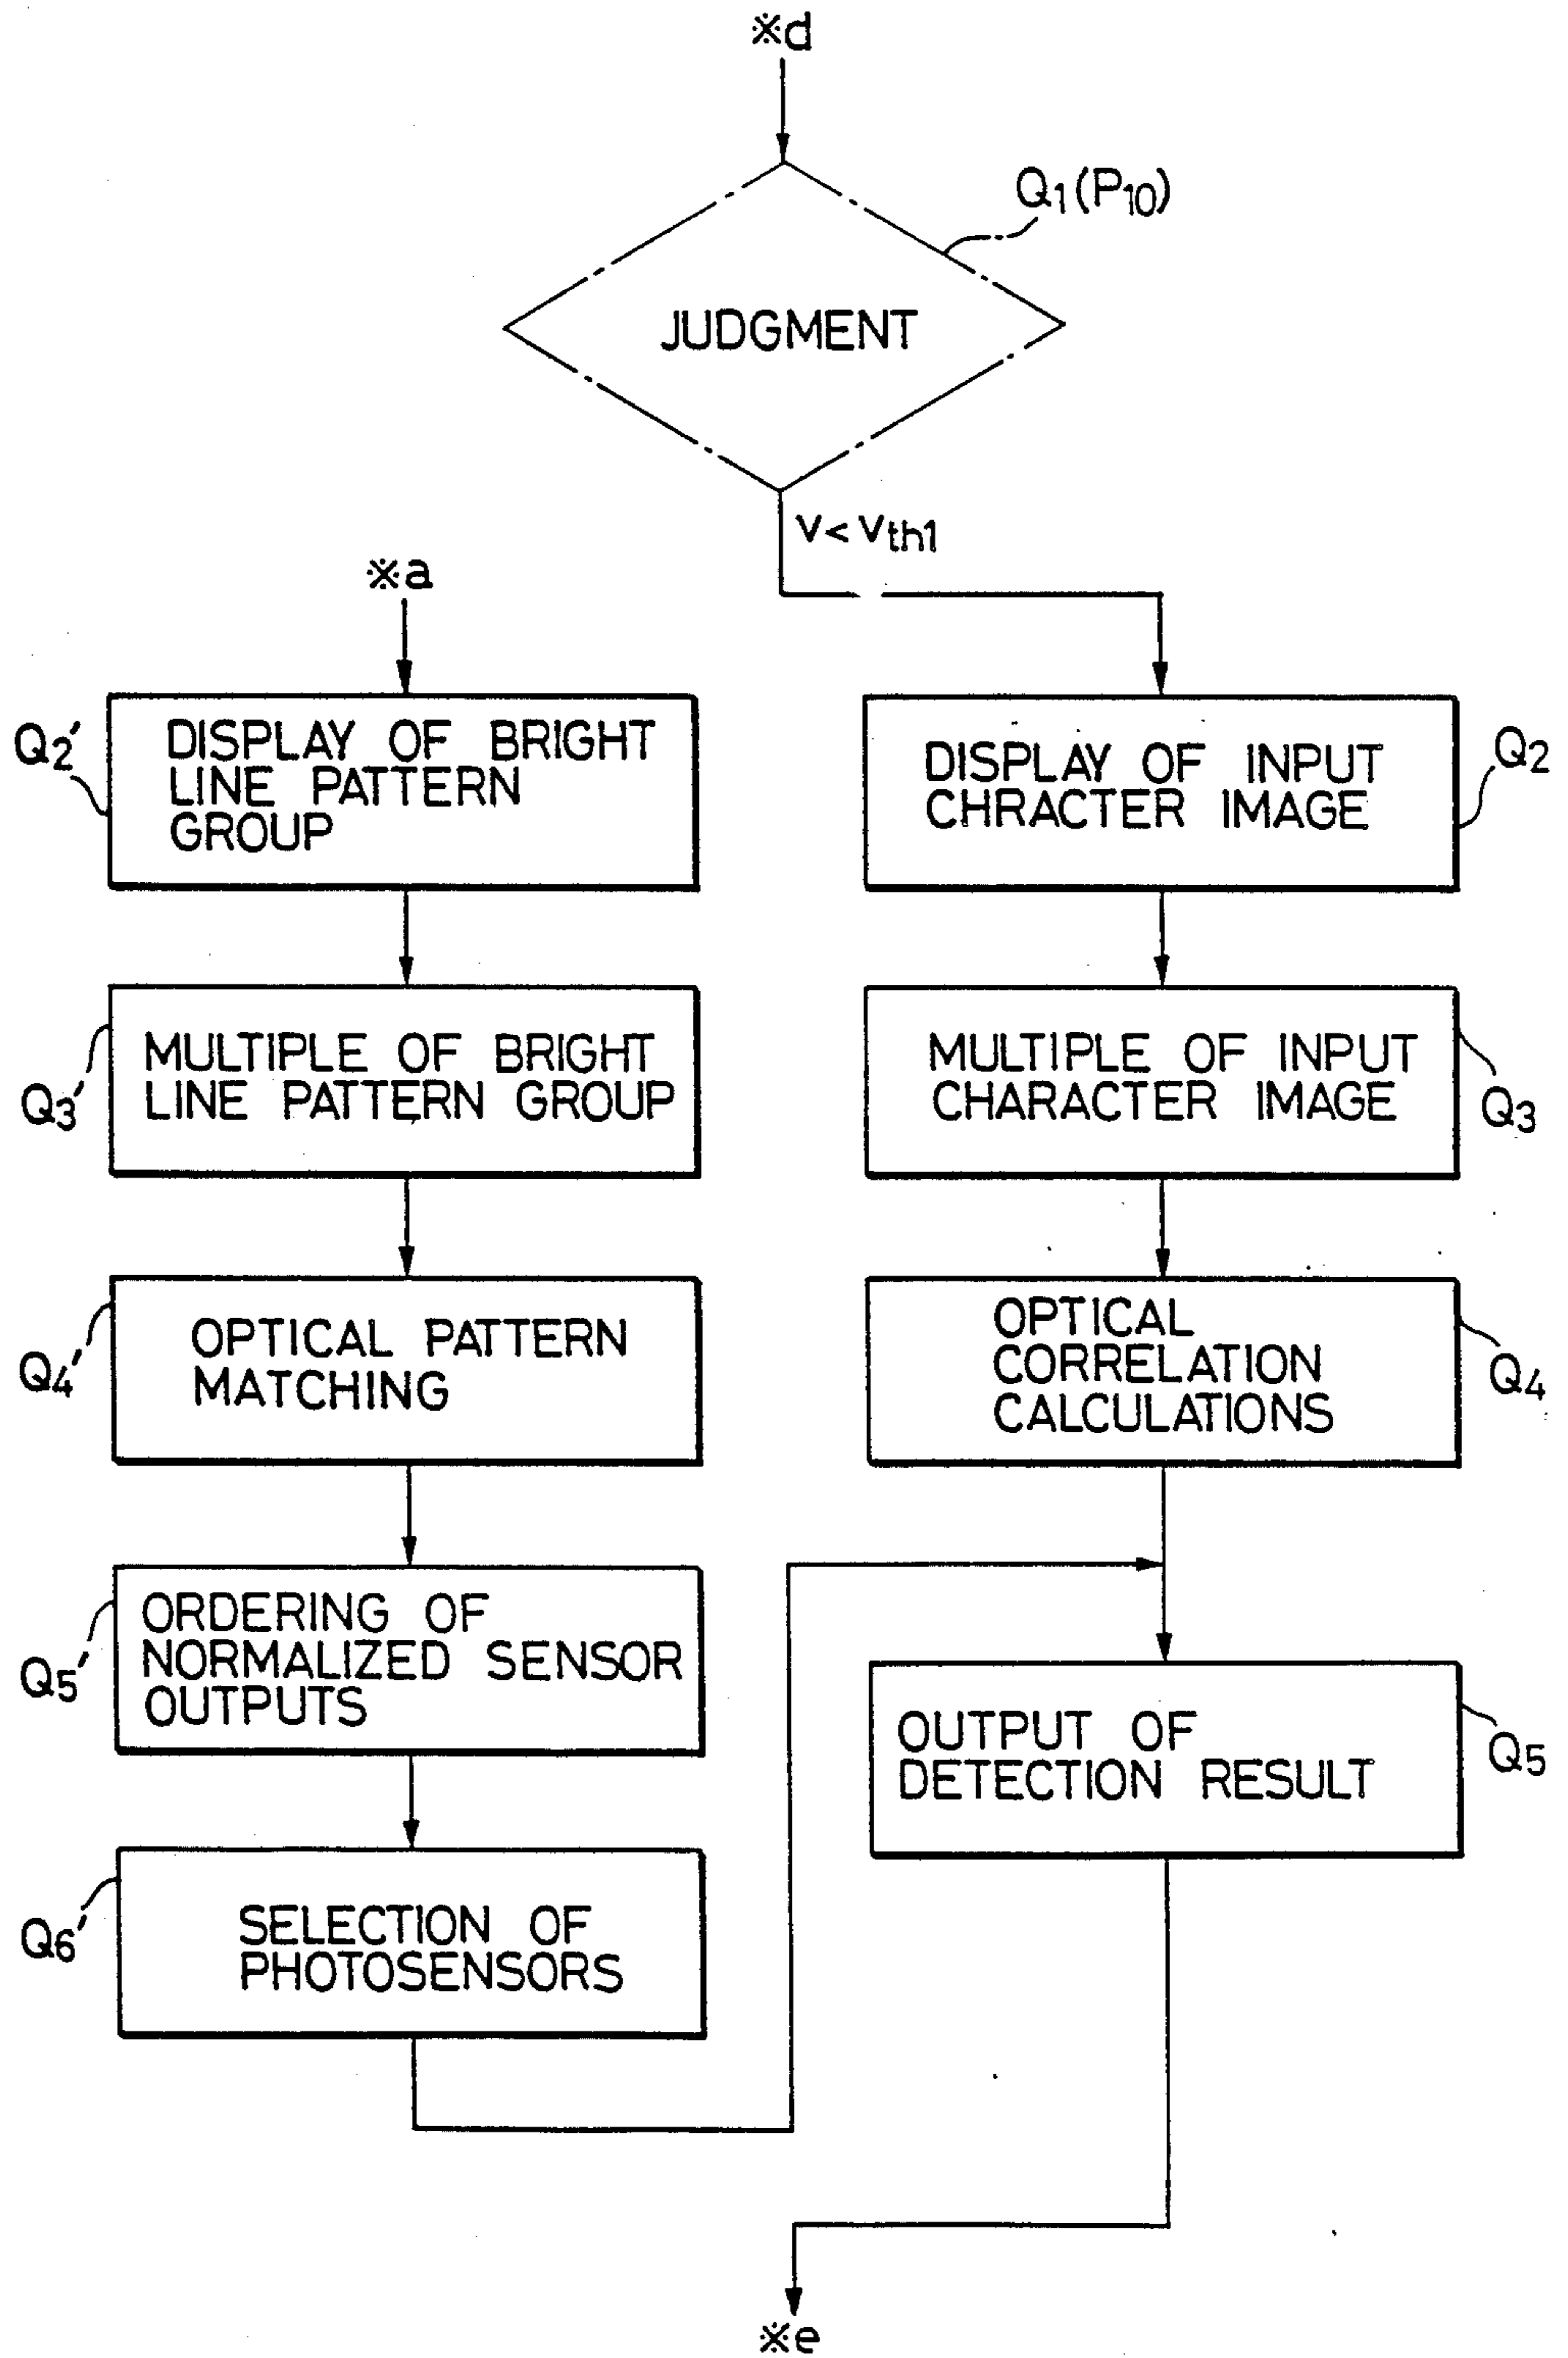 ※d
Q1(P10)
JUDGMENT
v<vth1
※a
Q2'
DISPLAY OF BRIGHT
LINE PATTERN
GROUP
DISPLAY OF INPUT
CHRACTER IMAGE
Q2
Q3'
MULTIPLE OF BRIGHT
LINE PATTERN GROUP
MULTIPLE OF INPUT
CHARACTER IMAGE
Q3
Q4'
OPTICAL PATTERN
MATCHING
OPTICAL
CORRELATION
CALCULATIONS
Q4
Q5'
ORDERING OF
NORMALIZED SENSOR
OUTPUTS
OUTPUT OF
DETECTION RESULT
Q5
Q6'
SELECTION OF
PHOTOSENSORS
※e